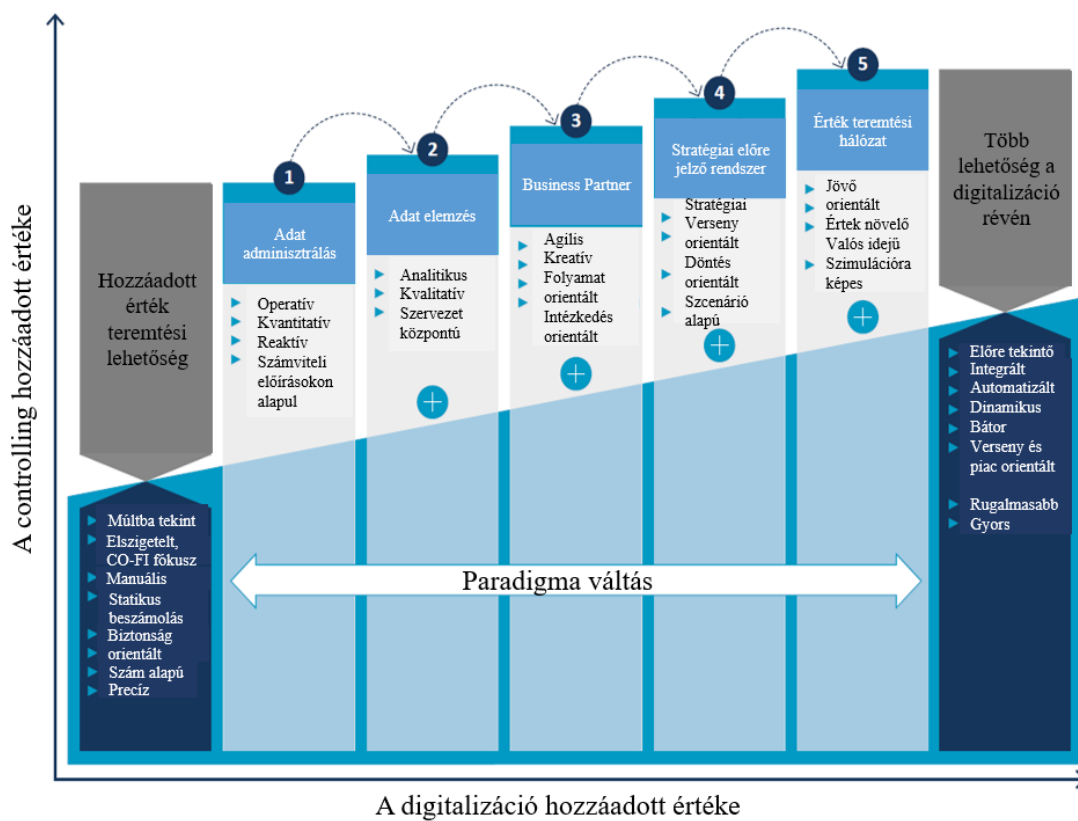 A controlling hozzáadott értéke
Hozzáadott
érték
teremtési
lehetőség
Múltba tekint
Elszigetelt,
CO-FI fókusz
Manuális
Statikus
beszámolás
Biztonság
orientált
Szám alapú
Precíz
1
Adat
adminisztrálás
Operatív
Kvantitatív
Reaktív
Számviteli
előírásokon
alapul
2
Adat elemzés
Analitikus
Kvalitatív
Szervezet
központú
+
3
Business Partner
Agilis
Kreatív
Folyamat
orientált
Intézkedés
orientált
+
4
Stratégiai előre
jelző rendszer
Stratégiai
Verseny
orientált
Döntés
orientált
Szcenárió
alapú
+
5
Érték teremtési
hálózat
Jövő
orientált
Értek növelő
Valós idejű
Szimulációra
képes
+
Több
lehetőség a
digitalizáció
révén
Előre tekintő
Integrált
Automatizált
Dinamikus
Bátor
Verseny és
piac orientált
Rugalmasabb
Gyors
Paradigma váltás
A digitalizáció hozzáadott értéke